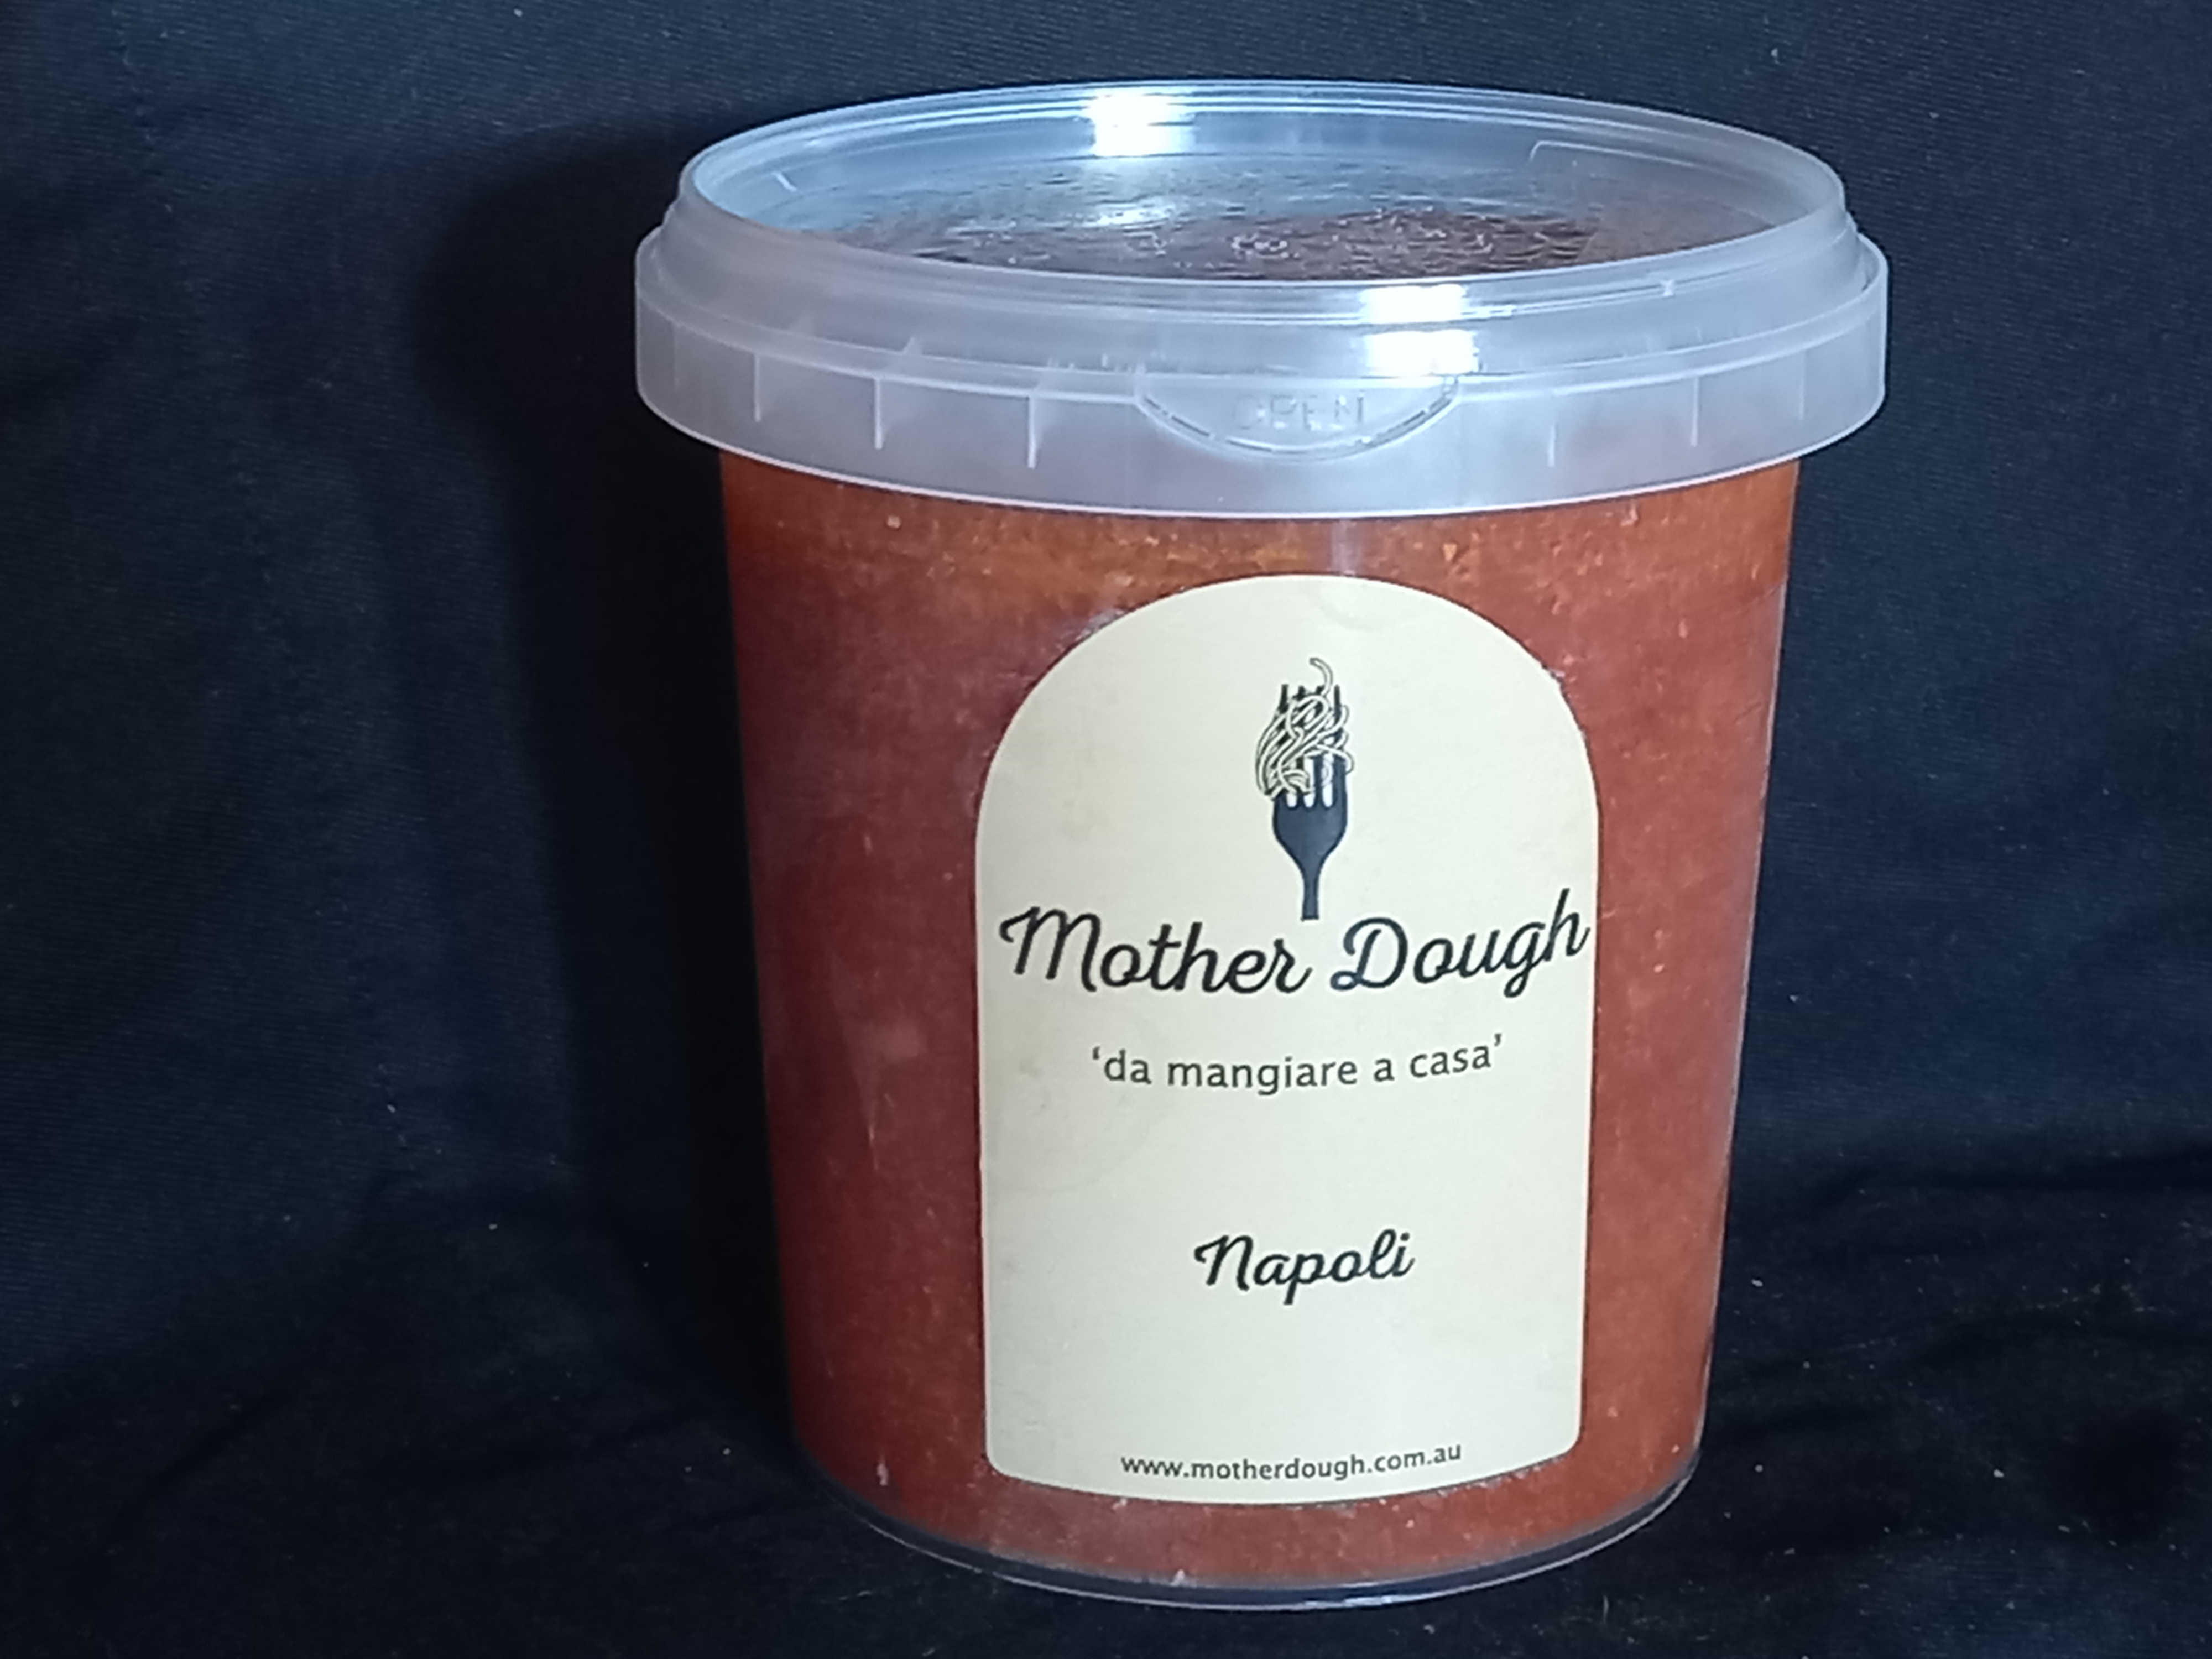 OPEN
Mother Dough
‘da mangiare a casa’
Napoli
www.motherdough.com.au